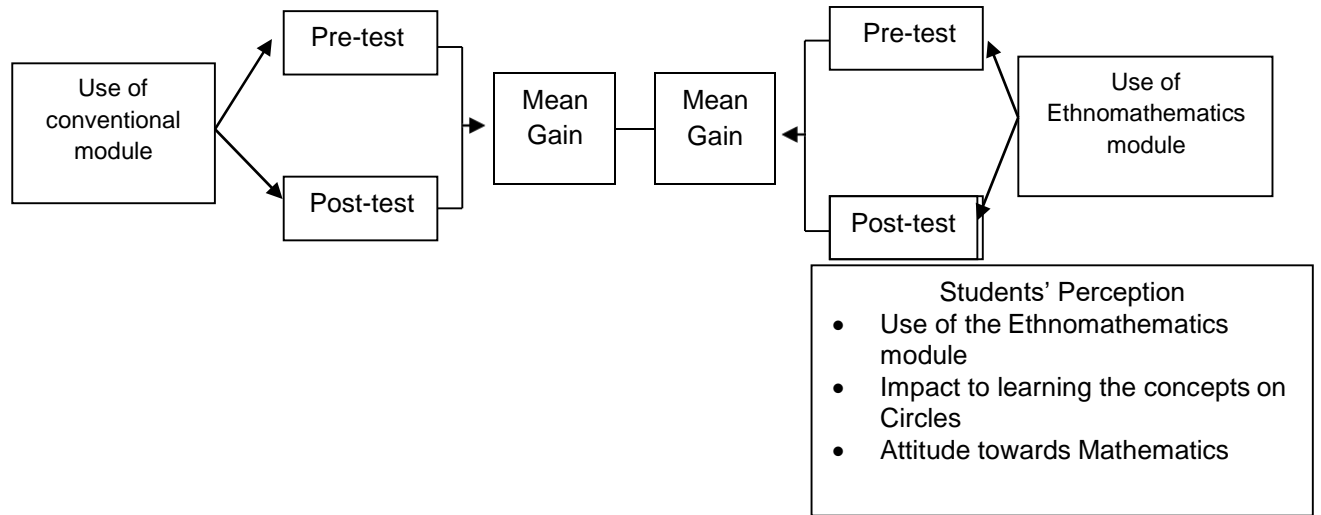 Use of
conventional
module
Pre-test
Post-test
Mean
Gain
Mean
Gain
Pre-test
Post-test
Use of
Ethnomathematics
module
Students’ Perception
• Use of the Ethnomathematics
module
• Impact to learning the concepts on
Circles
• Attitude towards Mathematics